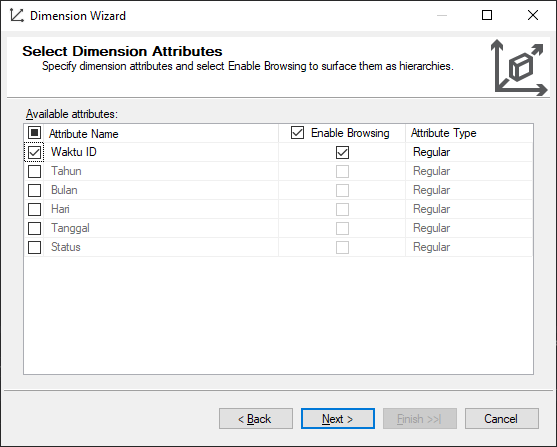 Dimension Wizard
Select Dimension Attributes
Specify dimension attributes and select Enable Browsing to surface them as hierarchies.
Available attributes:
Attribute Name Enable Browsing Attribute Type
Waktu ID Regular
Tahun Regular
Bulan Regular
Hari Regular
Tanggal Regular
Status Regular
< Back Next > Finish >>| Cancel